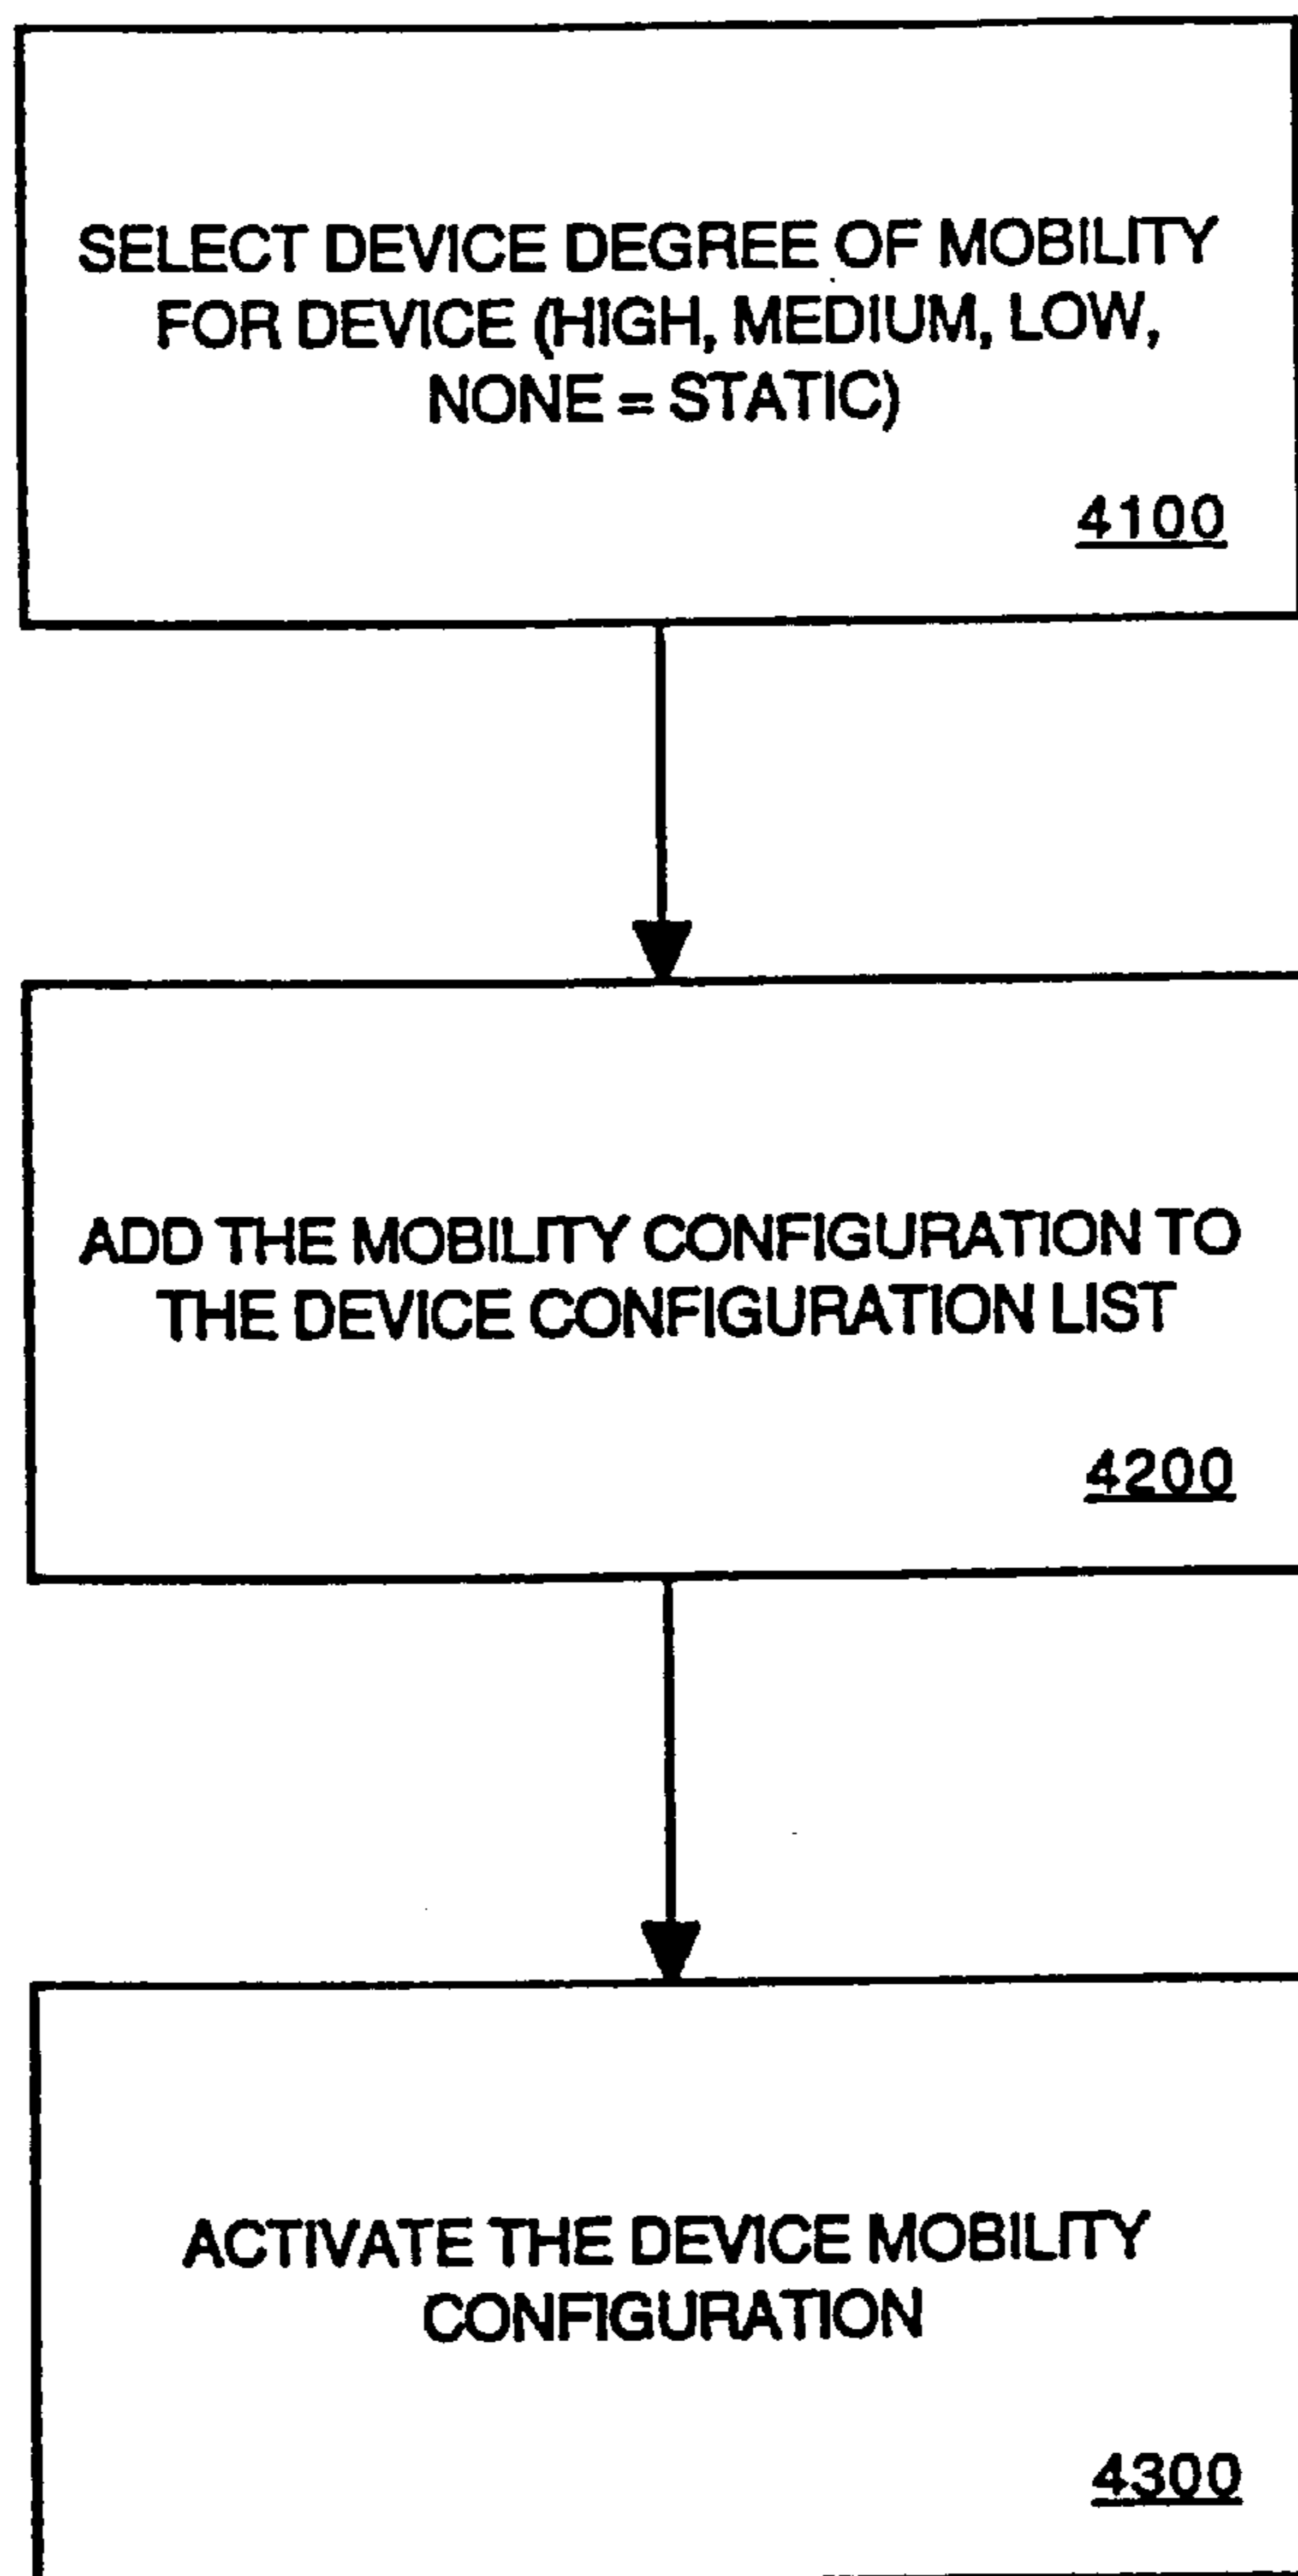 SELECT DEVICE DEGREE OF MOBILITY
FOR DEVICE (HIGH, MEDIUM, LOW,
NONE = STATIC)
4100
ADD THE MOBILITY CONFIGURATION TO
THE DEVICE CONFIGURATION LIST
4200
ACTIVATE THE DEVICE MOBILITY
CONFIGURATION
4300